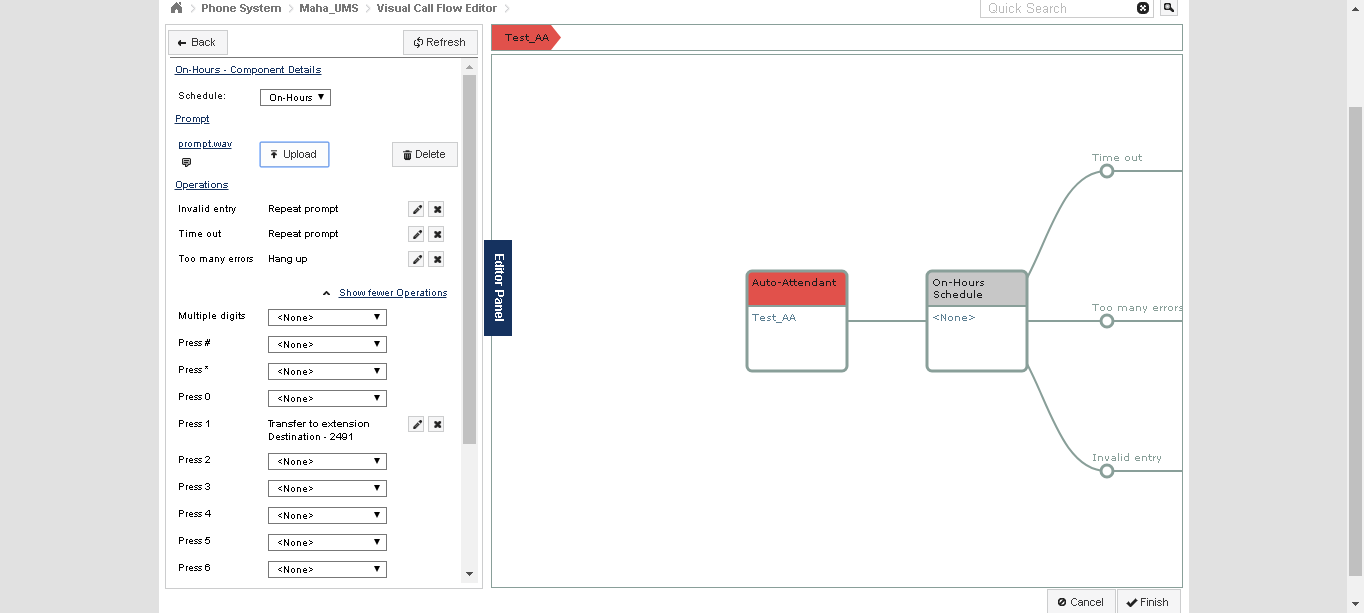 Phone System Maha_UMS Visual Call Flow Editor
Quick Search
Back
Refresh
On-Hours - Component Details
Schedule: On-Hours
Prompt
prompt.wav Upload Delete
Operations
Invalid entry Repeat prompt
Time out Repeat prompt
Too many errors Hang up
Show fewer Operations
Multiple digits <None>
Press # <None>
Press * <None>
Press 0 <None>
Press 1 Transfer to extension
Destination - 2491
Press 2 <None>
Press 3 <None>
Press 4 <None>
Press 5 <None>
Press 6 <None>
Editor Panel
Test_AA
Auto-Attendant
Test_AA
On-Hours
Schedule
<None>
Time out
Too many errors
Invalid entry
Cancel Finish